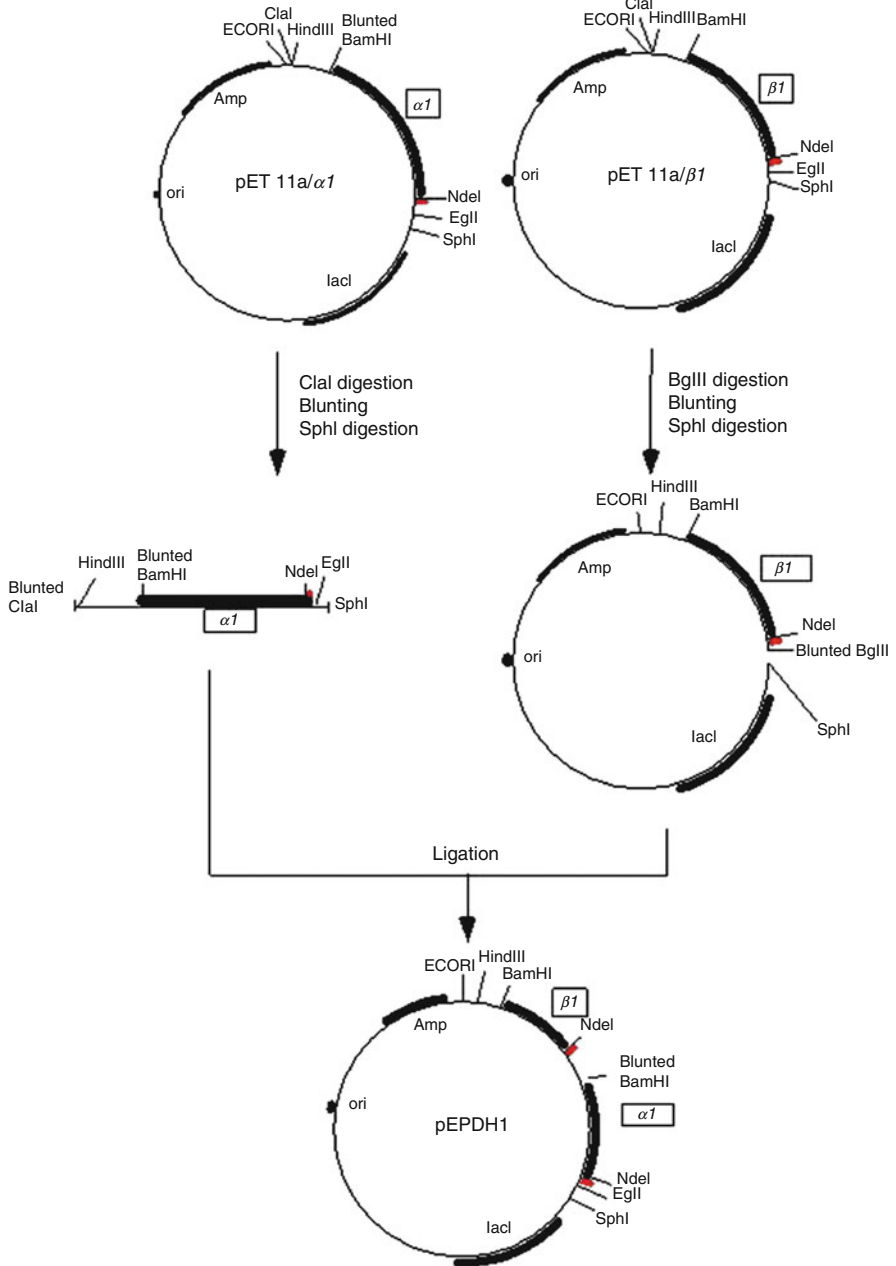 ClaI
ECORI
HindIII
Blunted
BamHI
Amp
α1
pET 11a/α1
ori
NdeI
EgII
SphI
lacI
ClaI
ECORI
HindIII
BamHI
Amp
β1
pET 11a/β1
ori
NdeI
EgII
SphI
lacI
ClaI digestion
Blunting
SphI digestion
BgIII digestion
Blunting
SphI digestion
Blunted
ClaI
HindIII
Blunted
BamHI
NdeI
EgII
SphI
α1
ECORI
HindIII
BamHI
Amp
β1
NdeI
Blunted BgIII
ori
SphI
lacI
Ligation
ECORI
HindIII
BamHI
Amp
β1
NdeI
Blunted
BamHI
ori
α1
pEPDH1
NdeI
EgII
SphI
lacI